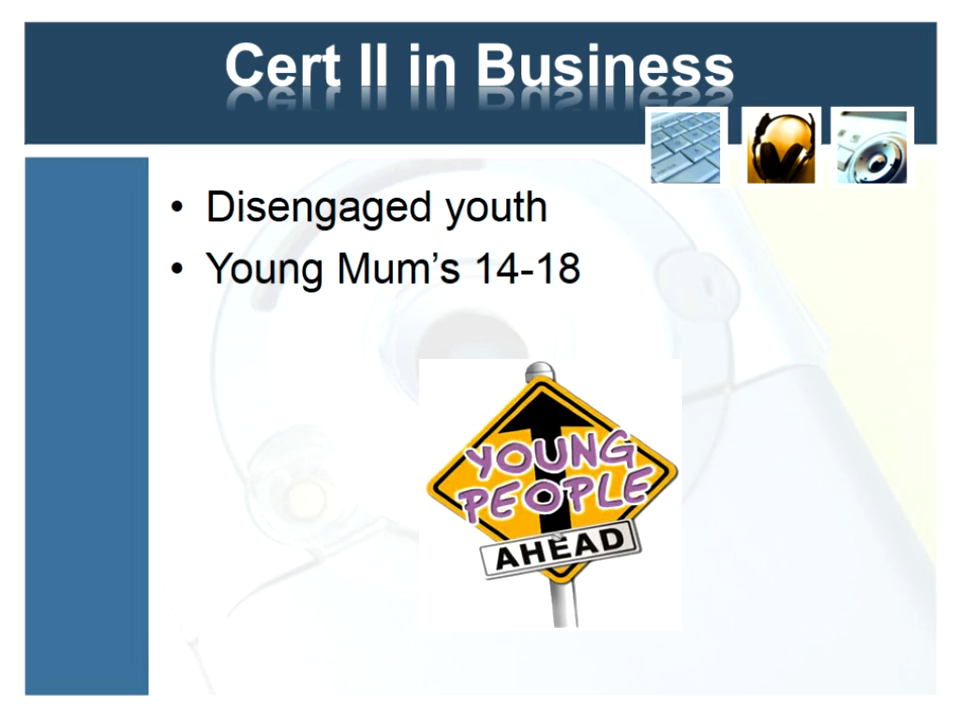 Cert II in Business
• Disengaged youth
• Young Mum’s 14-18
YOUNG
PEOPLE
AHEAD